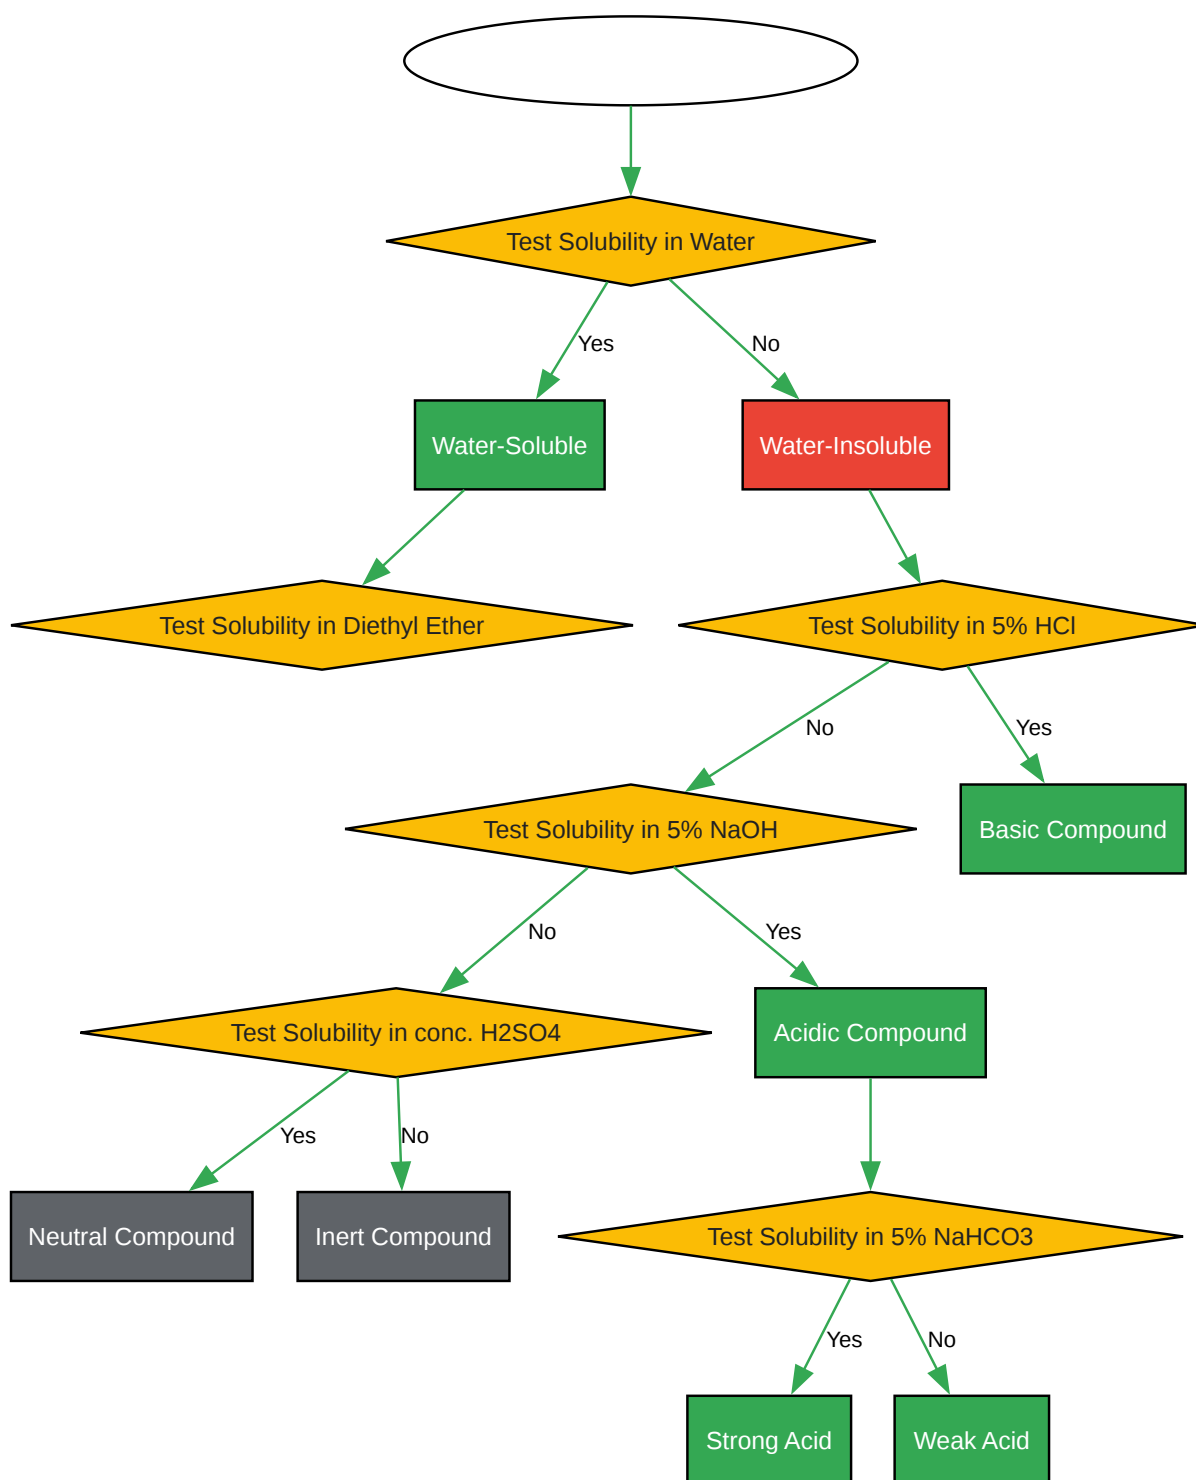 Test Solubility in Water
Yes
No
Water-Soluble
Water-Insoluble
Test Solubility in Diethyl Ether
Test Solubility in 5% HCl
No
Yes
Test Solubility in 5% NaOH
Basic Compound
No
Yes
Test Solubility in conc. H2SO4
Acidic Compound
Yes
No
Neutral Compound
Inert Compound
Test Solubility in 5% NaHCO3
Yes
No
Strong Acid
Weak Acid